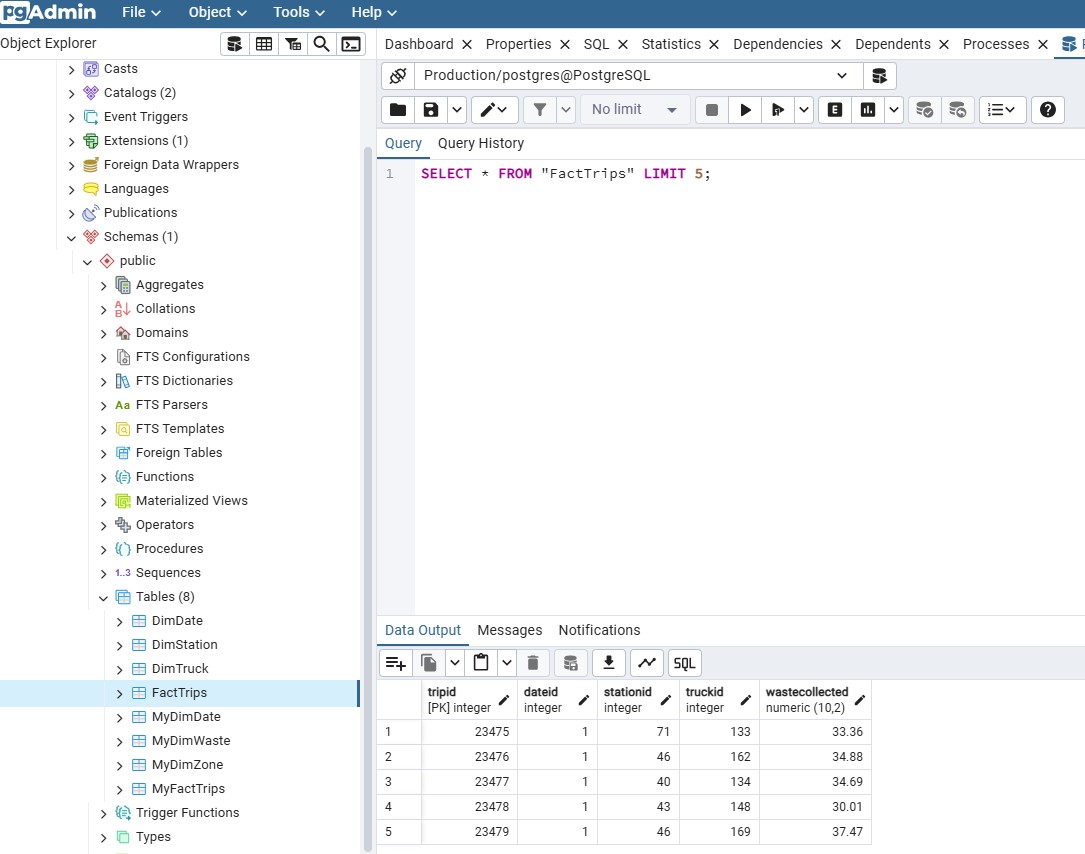 pgAdmin File Object Tools Help
Object Explorer
Casts
Catalogs (2)
Event Triggers
Extensions (1)
Foreign Data Wrappers
Languages
Publications
Schemas (1)
public
Aggregates
Collations
Domains
FTS Configurations
FTS Dictionaries
Aa FTS Parsers
FTS Templates
Foreign Tables
Functions
Materialized Views
Operators
Procedures
1..3 Sequences
Tables (8)
DimDate
DimStation
DimTruck
FactTrips
MyDimDate
MyDimWaste
MyDimZone
MyFactTrips
Trigger Functions
Types
Dashboard Properties SQL Statistics Dependencies Dependents Processes
Production/postgres@PostgreSQL
No limit E
Query Query History
1 SELECT * FROM "FactTrips" LIMIT 5;
Data Output Messages Notifications
SQL
tripid dateid stationid truckid wastecollected
[PK] integer integer integer integer numeric (10,2)
1 23475 1 71 133 33.36
2 23476 1 46 162 34.88
3 23477 1 40 134 34.69
4 23478 1 43 148 30.01
5 23479 1 46 169 37.47